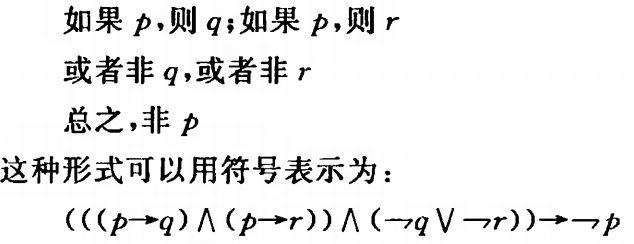 如果 p,则 q;如果 p,则 r
或者非 q,或者非 r
总之,非 p
这种形式可以用符号表示为:
(((p→q)∧(p→r))∧(¬q∨¬r))→¬p